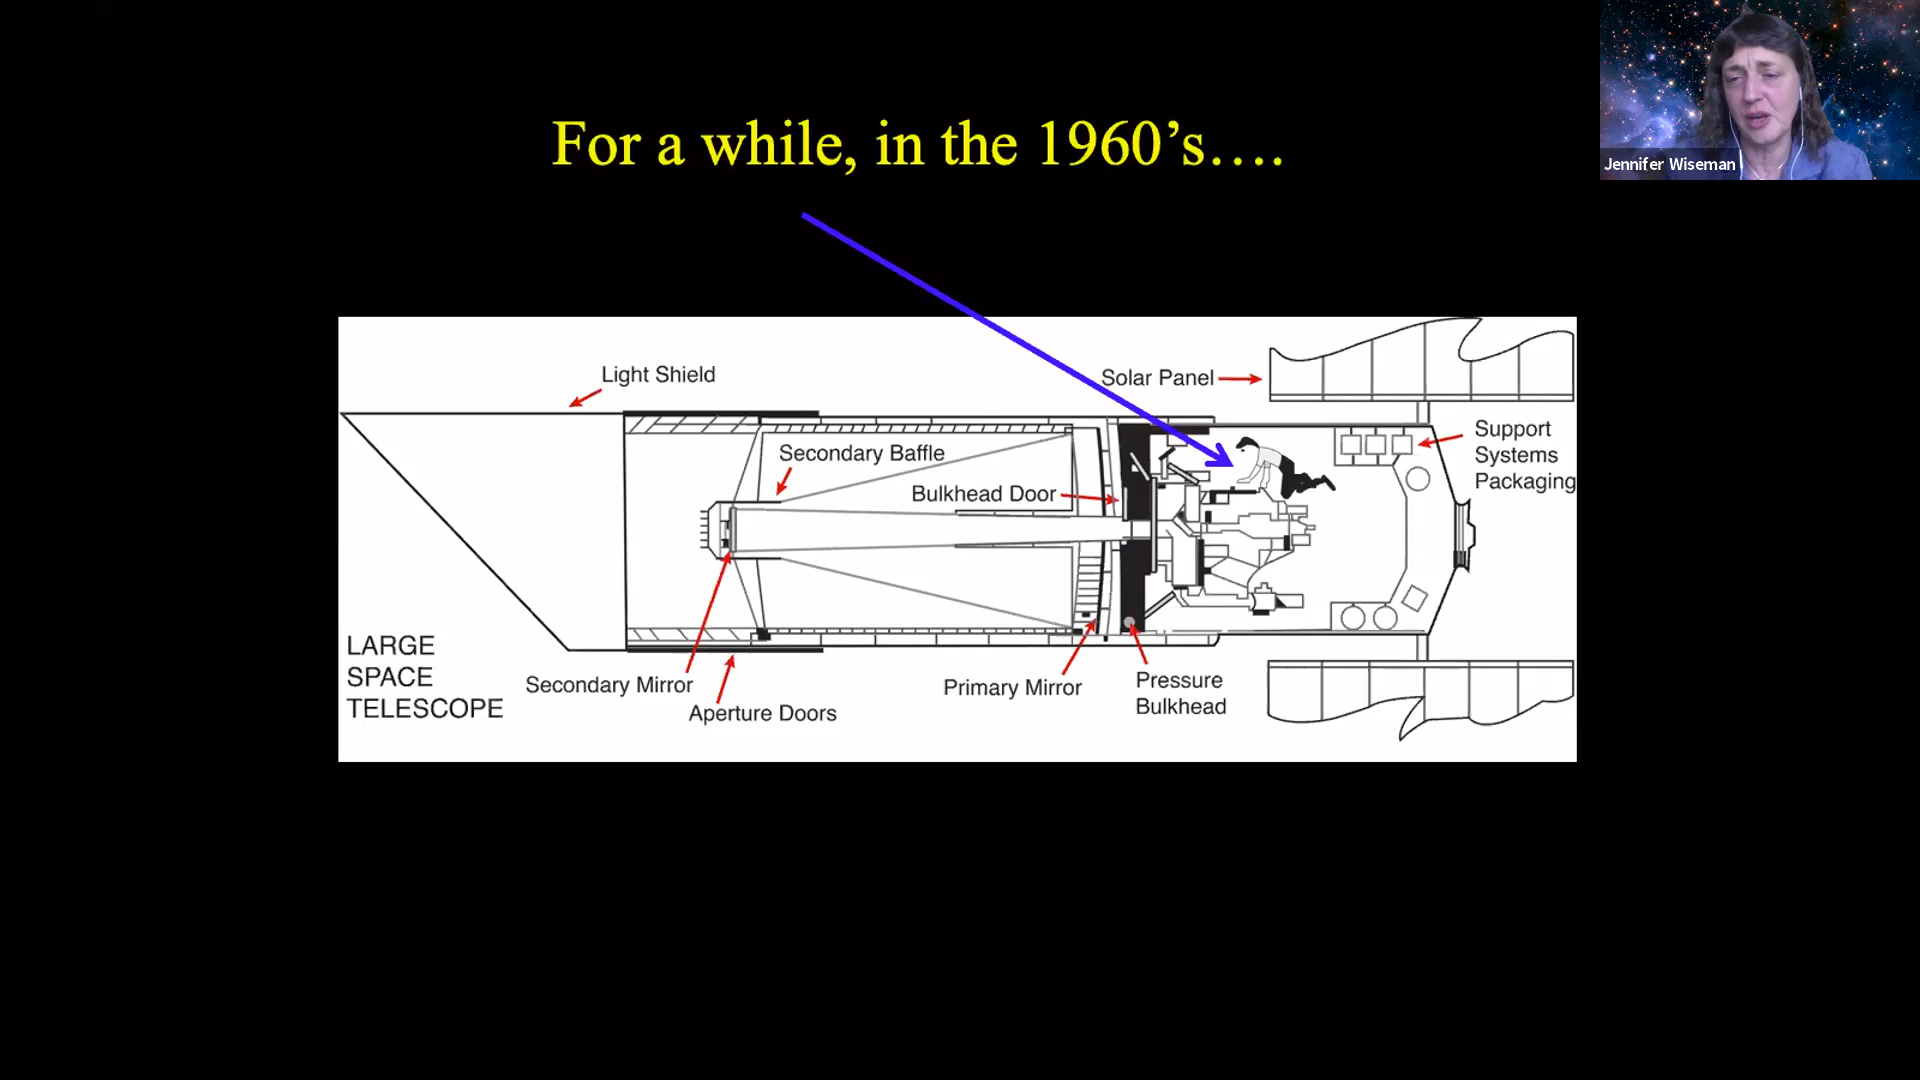 For a while, in the 1960’s….
Jennifer Wiseman
Light Shield
Solar Panel
Support
Systems
Packaging
Secondary Baffle
Bulkhead Door
LARGE
SPACE
TELESCOPE
Secondary Mirror
Aperture Doors
Primary Mirror
Pressure
Bulkhead